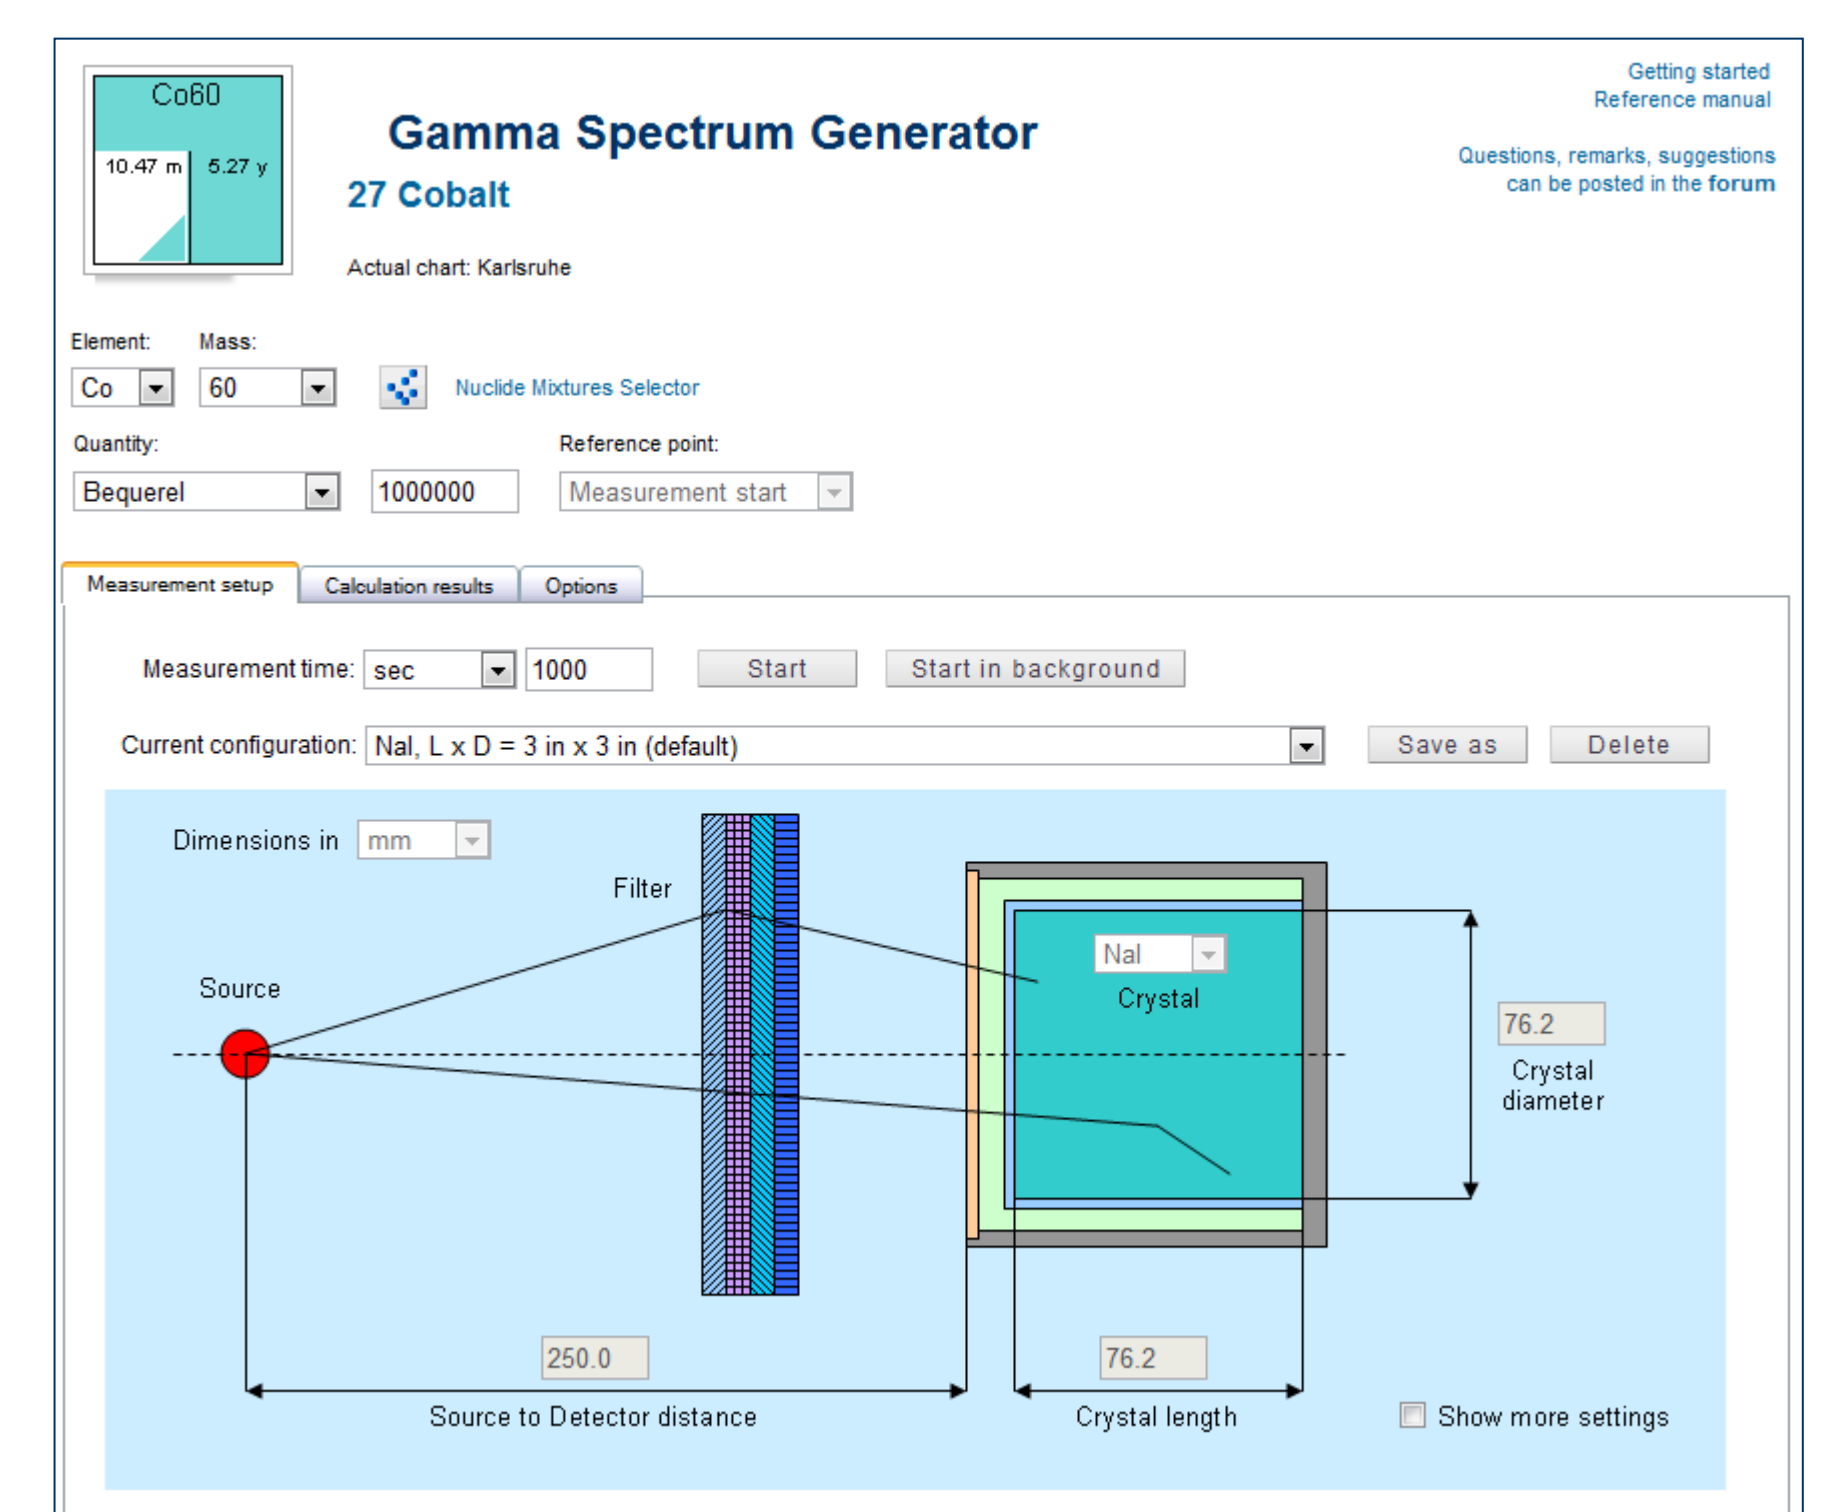 Co60
10.47 m
5.27 y
Gamma Spectrum Generator
27 Cobalt
Actual chart: Karlsruhe
Getting started
Reference manual
Questions, remarks, suggestions
can be posted in the forum
Element: Mass:
Co 60 Nuclide Mixtures Selector
Quantity: Reference point:
Bequerel 1000000 Measurement start
Measurement setup Calculation results Options
Measurement time: sec 1000 Start Start in background
Current configuration: NaI, L x D = 3 in x 3 in (default) Save as Delete
Dimensions in mm
Filter
Source
NaI
Crystal
76.2
Crystal
diameter
250.0
Source to Detector distance
76.2
Crystal length
Show more settings